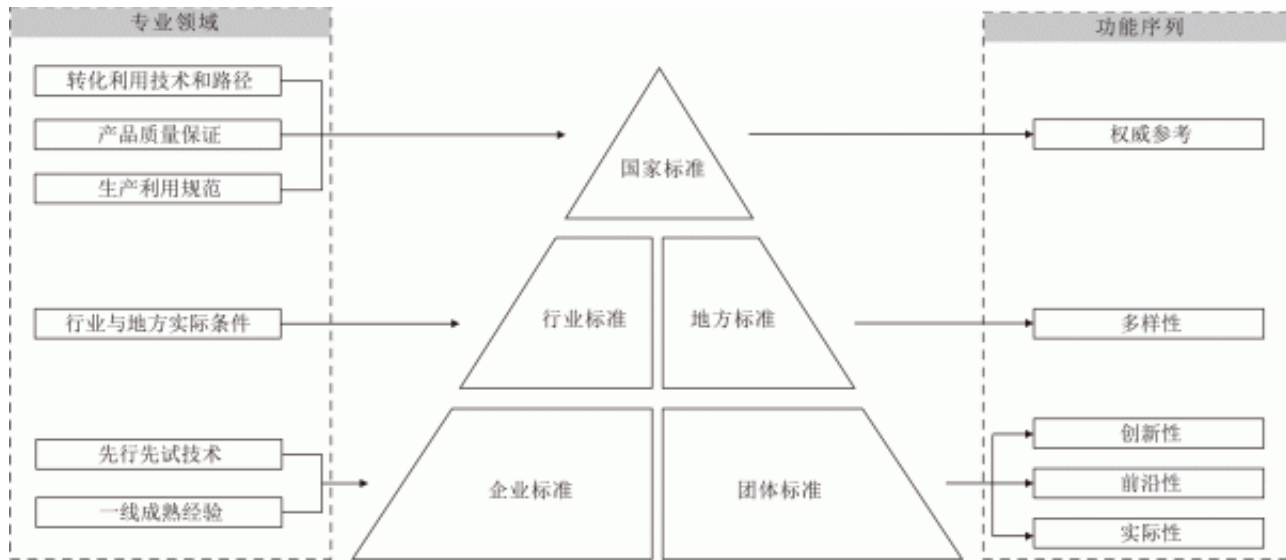 专业领域
功能序列
转化利用技术和路径
产品质量保证
生产利用规范
国家标准
权威参考
行业与地方实际条件
行业标准
地方标准
多样性
先行先试技术
一线成熟经验
企业标准
团体标准
创新性
前沿性
实际性